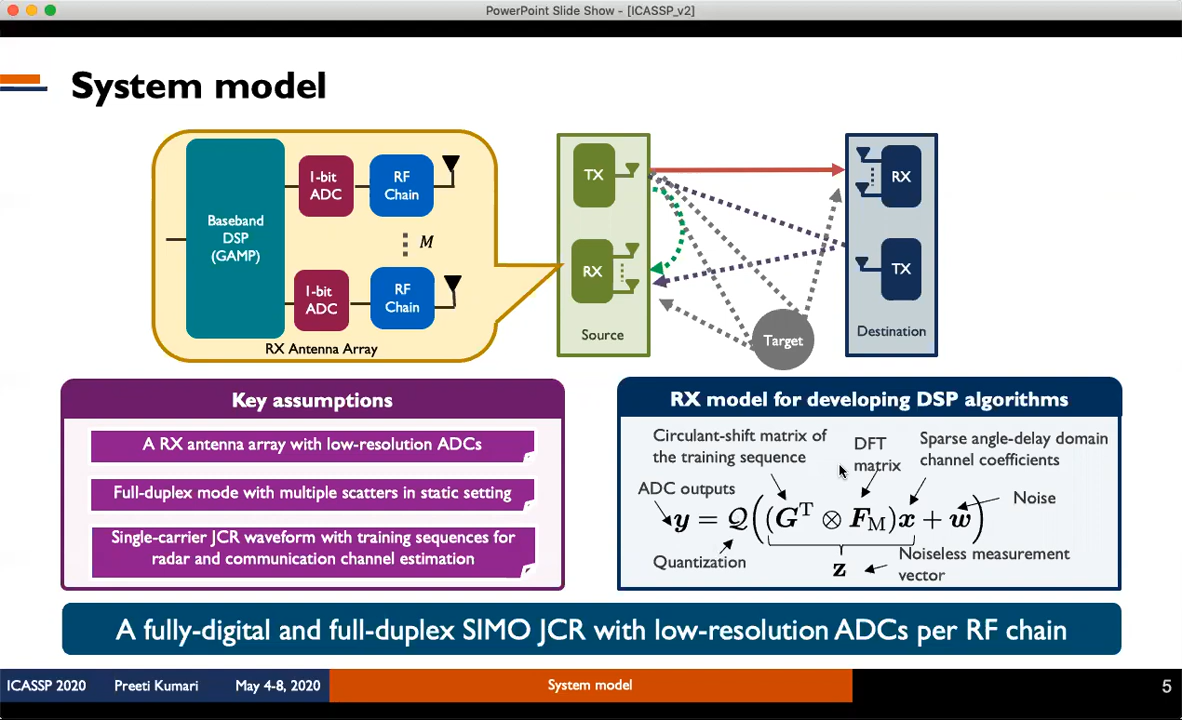 PowerPoint Slide Show - [ICASSP_v2]
System model
Baseband
DSP
(GAMP)
1-bit
ADC
RF
Chain
M
1-bit
ADC
RF
Chain
RX Antenna Array
TX
RX
Source
RX
TX
Destination
Target
Key assumptions
A RX antenna array with low-resolution ADCs
Full-duplex mode with multiple scatters in static setting
Single-carrier JCR waveform with training sequences for
radar and communication channel estimation
RX model for developing DSP algorithms
Circulant-shift matrix of
the training sequence
DFT
matrix
Sparse angle-delay domain
channel coefficients
ADC outputs
Noise
y = Q((G^T ⊗ F_M)x + w)
Quantization
z
Noiseless measurement
vector
A fully-digital and full-duplex SIMO JCR with low-resolution ADCs per RF chain
ICASSP 2020 Preeti Kumari May 4-8, 2020
System model
5